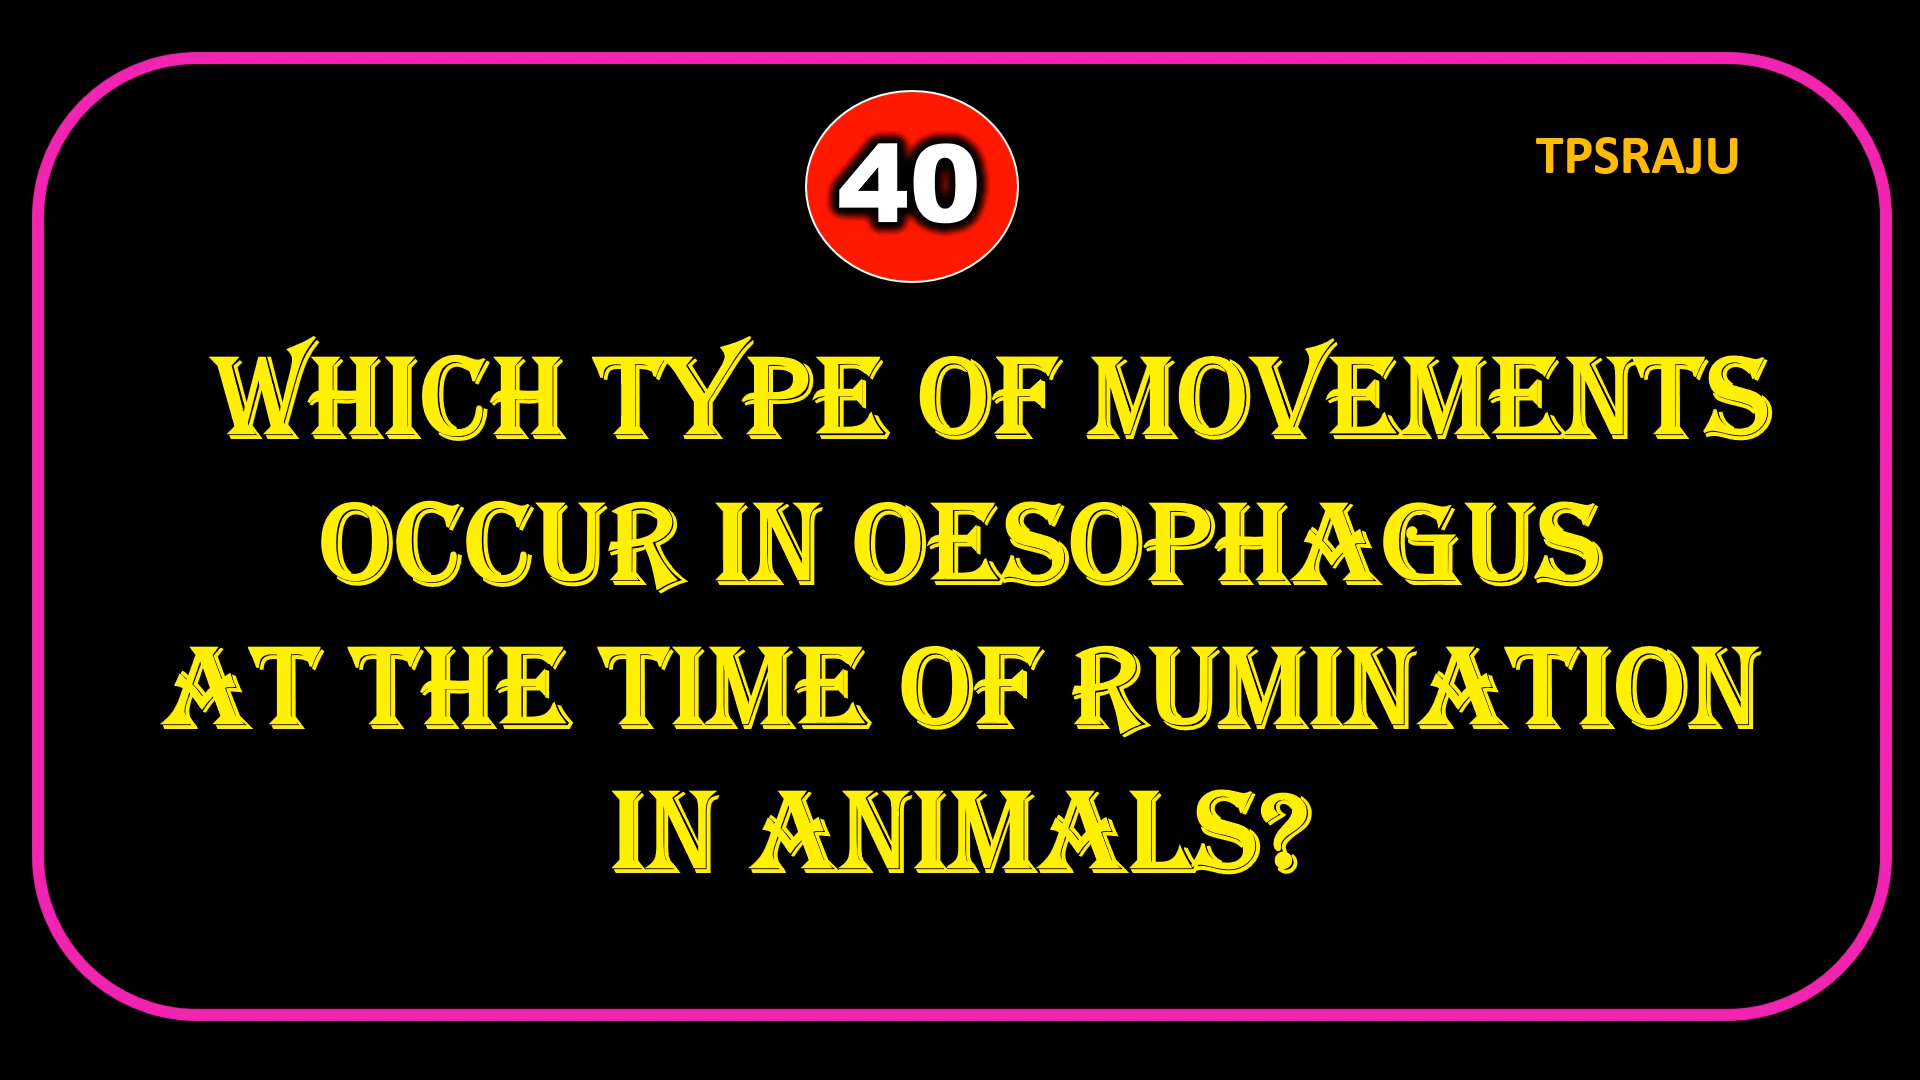 40
TPSRAJU
WHICH TYPE OF MOVEMENTS
OCCUR IN OESOPHAGUS
AT THE TIME OF RUMINATION
IN ANIMALS?